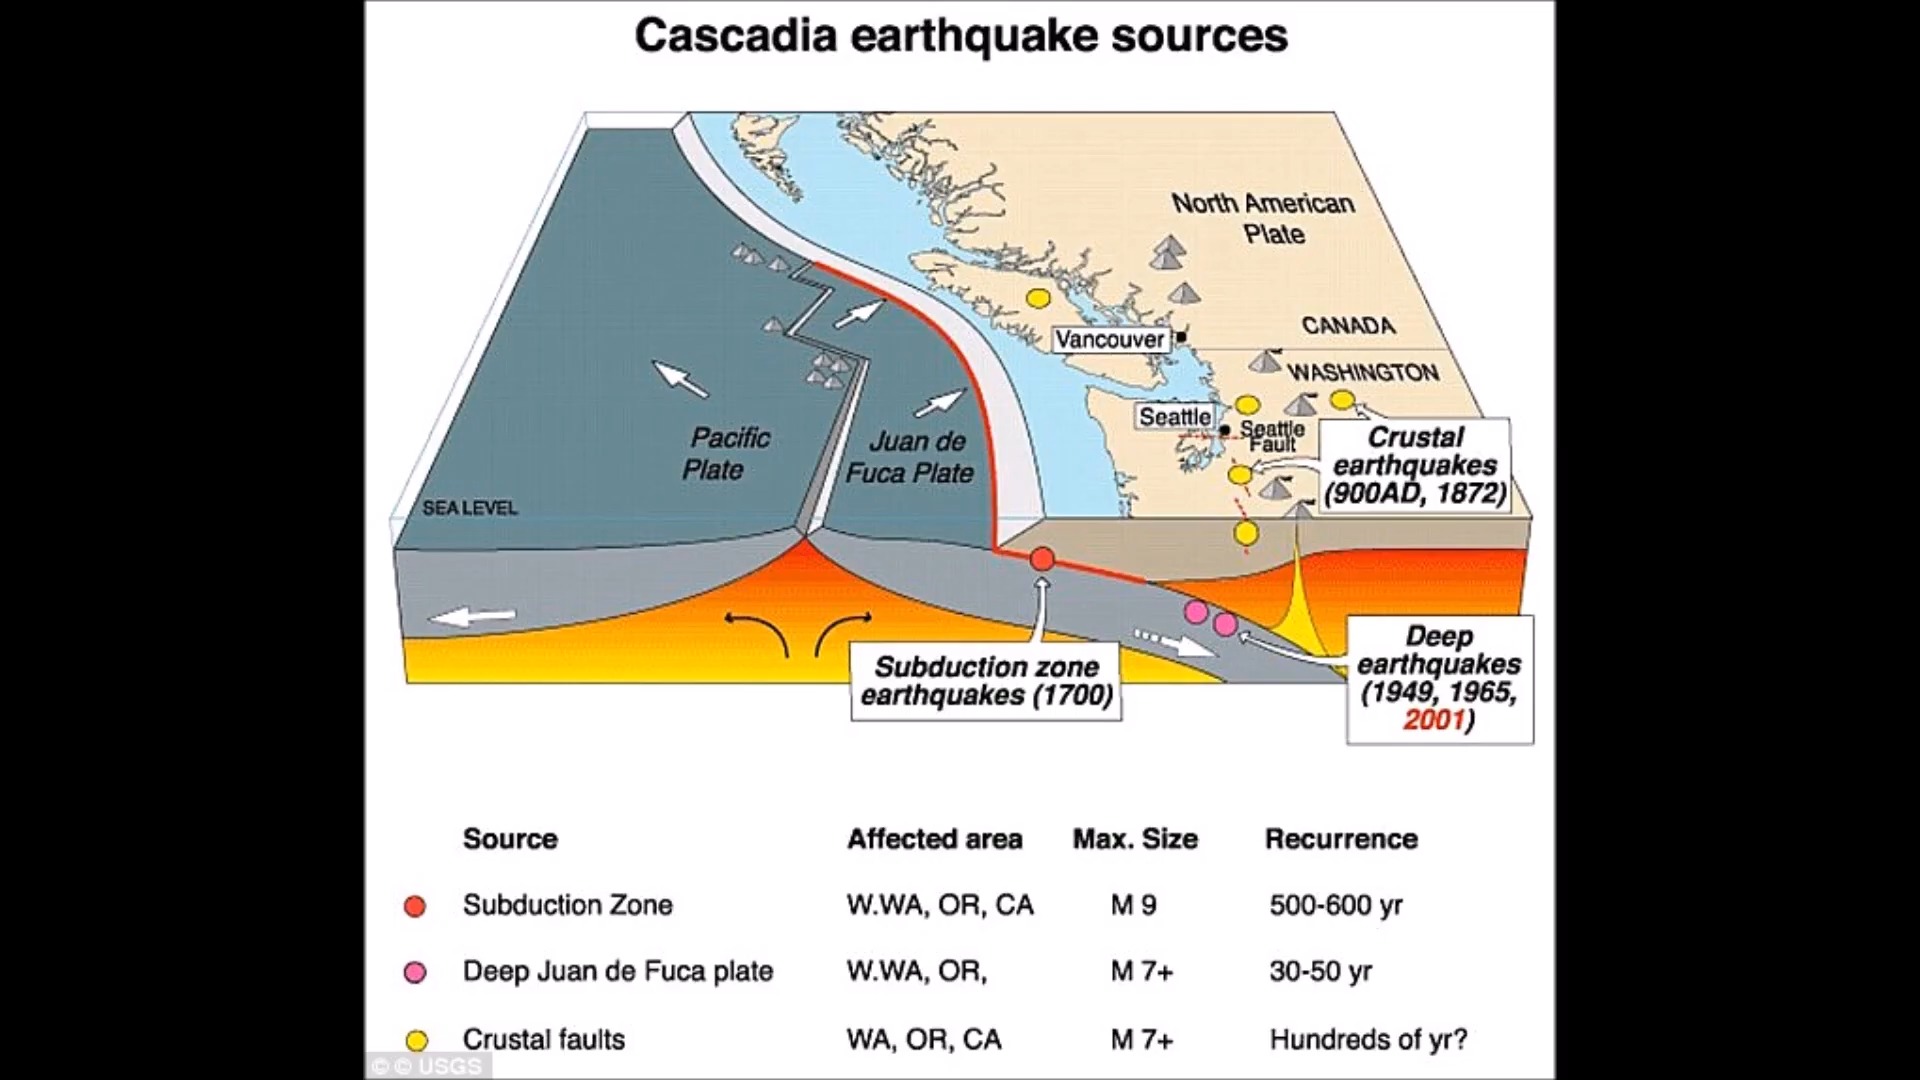 Cascadia earthquake sources
North American
Plate
CANADA
Vancouver
WASHINGTON
Seattle
Seattle
Fault
Crustal
earthquakes
(900AD, 1872)
Pacific
Plate
Juan de
Fuca Plate
SEA LEVEL
Subduction zone
earthquakes (1700)
Deep
earthquakes
(1949, 1965,
2001)
Source Affected area Max. Size Recurrence
Subduction Zone W.WA, OR, CA M 9 500-600 yr
Deep Juan de Fuca plate W.WA, OR, M 7+ 30-50 yr
Crustal faults WA, OR, CA M 7+ Hundreds of yr?
© © USGS